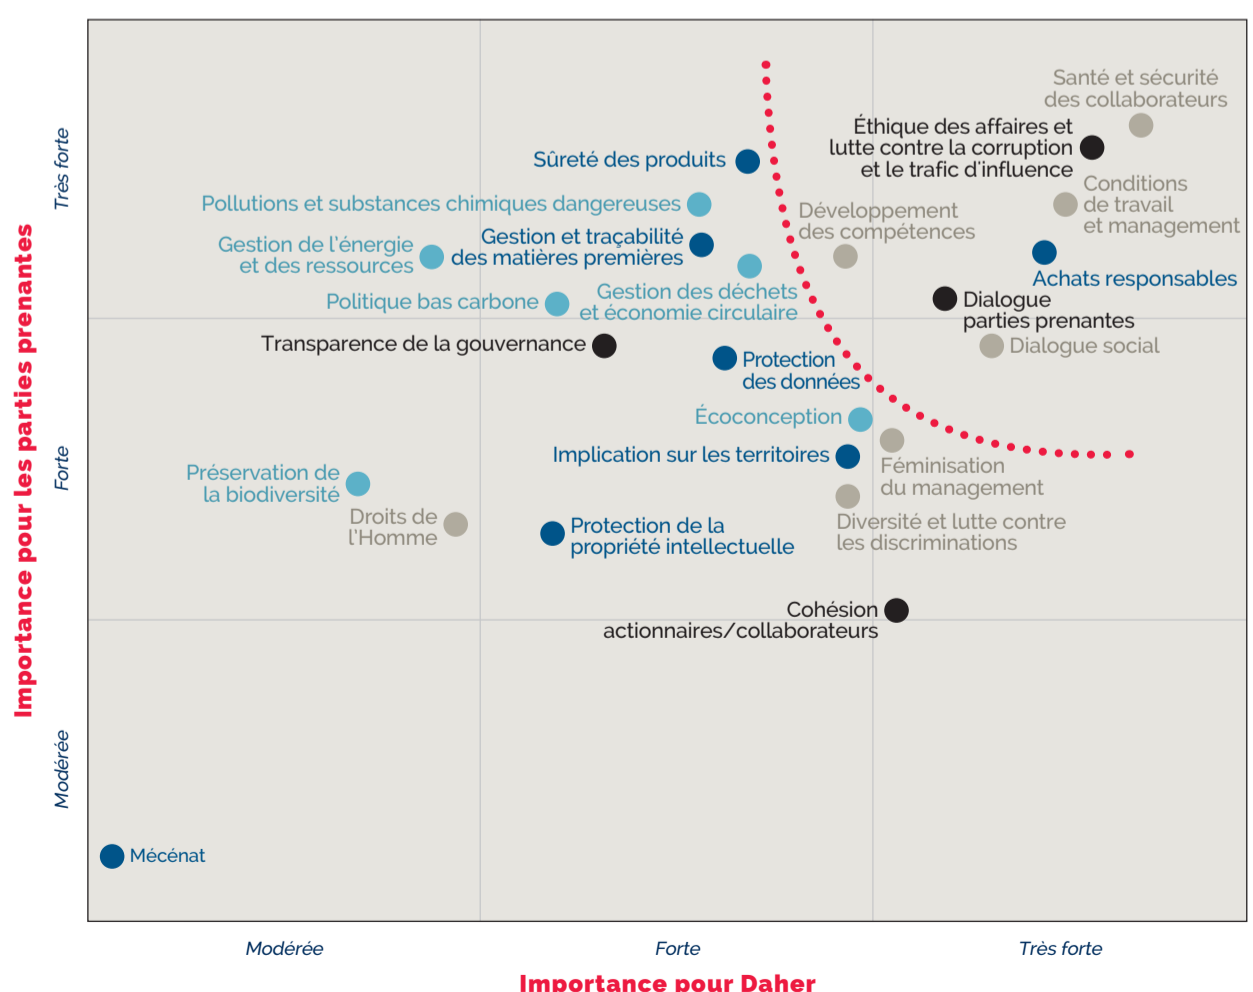 Importance pour les parties prenantes
Très forte
Forte
Modérée
Santé et sécurité
des collaborateurs
Éthique des affaires et
lutte contre la corruption
et le trafic d'influence
Sûreté des produits
Conditions
de travail
et management
Pollutions et substances chimiques dangereuses
Développement
des compétences
Gestion et traçabilité
des matières premières
Gestion de l'énergie
et des ressources
Achats responsables
Gestion des déchets
et économie circulaire
Politique bas carbone
Dialogue
parties prenantes
Transparence de la gouvernance
Dialogue social
Protection
des données
Écoconception
Implication sur les territoires
Féminisation
du management
Préservation de
la biodiversité
Droits de
l'Homme
Protection de la
propriété intellectuelle
Diversité et lutte contre
les discriminations
Cohésion
actionnaires/collaborateurs
Mécénat
Modérée
Forte
Très forte
Importance pour Daher